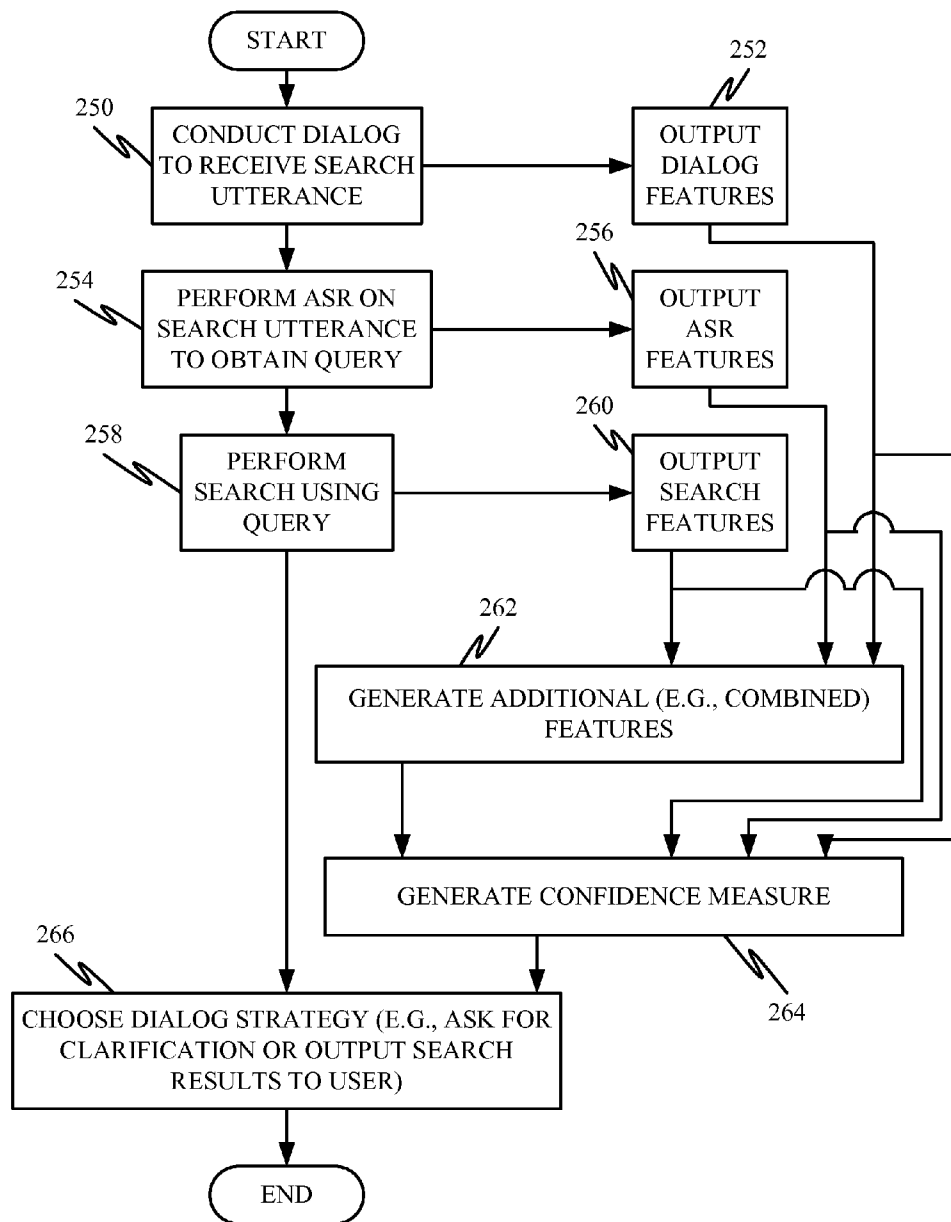 START
252
250
CONDUCT DIALOG
TO RECEIVE SEARCH
UTTERANCE
OUTPUT
DIALOG
FEATURES
256
254
PERFORM ASR ON
SEARCH UTTERANCE
TO OBTAIN QUERY
OUTPUT
ASR
FEATURES
260
258
PERFORM
SEARCH USING
QUERY
OUTPUT
SEARCH
FEATURES
262
GENERATE ADDITIONAL (E.G., COMBINED)
FEATURES
GENERATE CONFIDENCE MEASURE
266
264
CHOOSE DIALOG STRATEGY (E.G., ASK FOR
CLARIFICATION OR OUTPUT SEARCH
RESULTS TO USER)
END